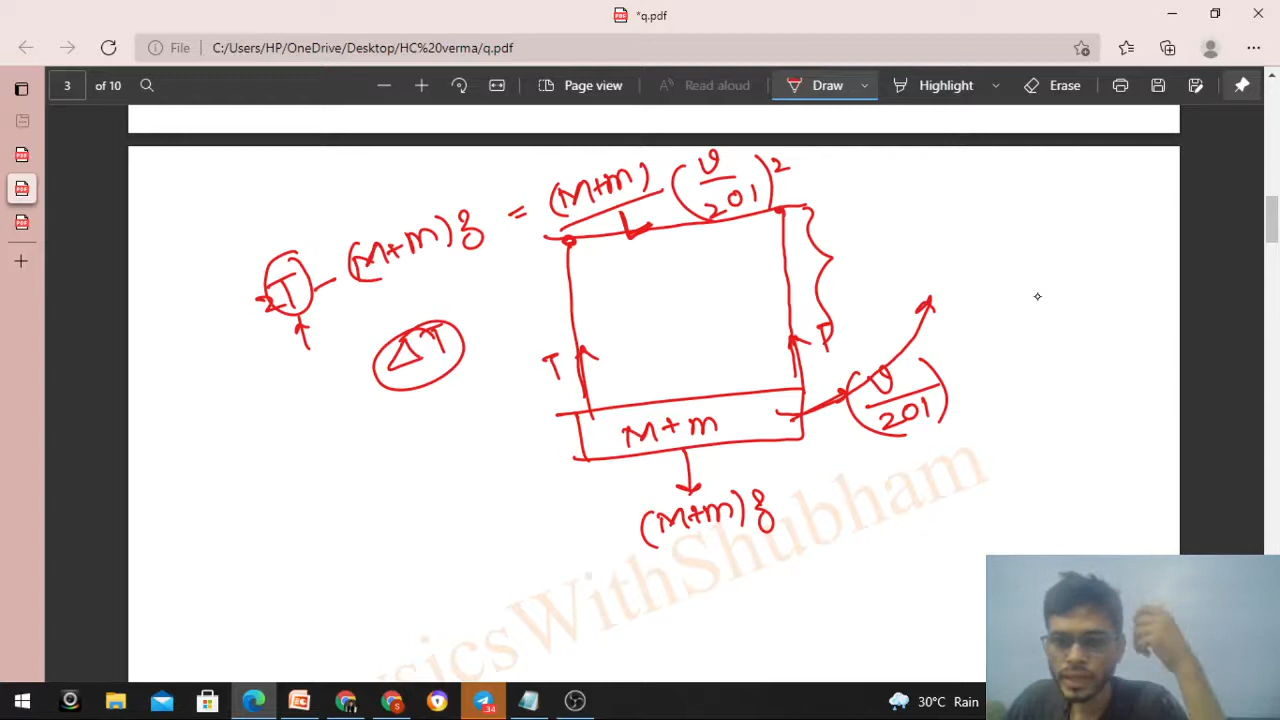 *q.pdf
File C:/Users/HP/OneDrive/Desktop/HC%20verma/q.pdf
3 of 10 Page view Read aloud Draw Highlight Erase
2T - (M+m)g = (M+m)/L (v/201)²
ΔT
T T
M+m (v/201)
(M+m)g
PhysicsWithShubham
34
30°C Rain